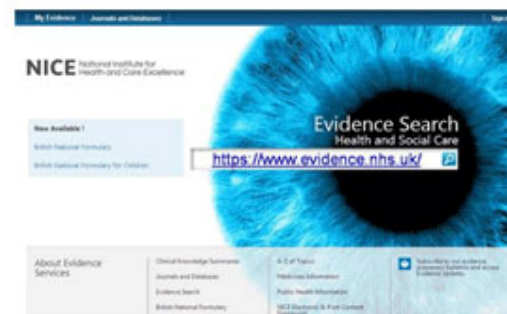 My Evidence Journals and Databases
NICE National Institute for
Health and Care Excellence
Now Available !
British National Formulary
British National Formulary for Children
Evidence Search
Health and Social Care
https://www.evidence.nhs.uk/
About Evidence
Services
Clinical Knowledge Summaries
Journals and Databases
Evidence Search
British National Formulary
A-Z of Topics
Medicines Information
Public Health Information